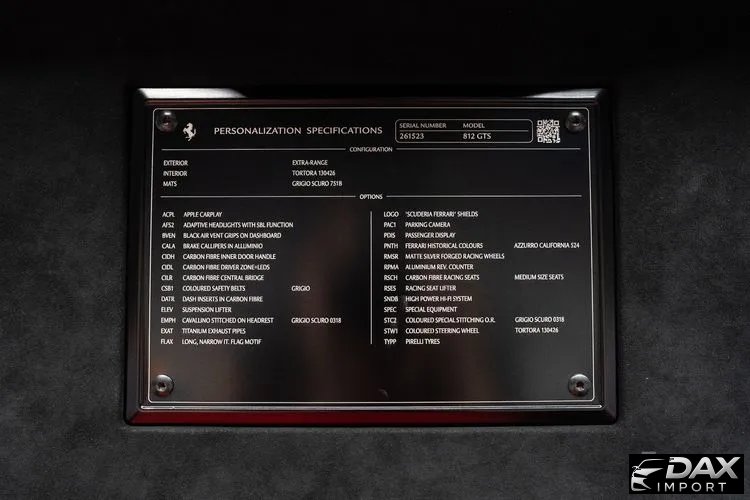 PERSONALIZATION SPECIFICATIONS
SERIAL NUMBER MODEL
261523 812 GTS
CONFIGURATION
EXTERIOR EXTRA-RANGE
INTERIOR TORTORA 130426
MATS GRIGIO SCURO 7518
OPTIONS
ACPL APPLE CARPLAY
AFS2 ADAPTIVE HEADLIGHTS WITH SBL FUNCTION
BVEN BLACK AIR VENT GRIPS ON DASHBOARD
CALA BRAKE CALLIPERS IN ALLUMINIO
CIDH CARBON FIBRE INNER DOOR HANDLE
CIDL CARBON FIBRE DRIVER ZONE+LEDS
CILR CARBON FIBRE CENTRAL BRIDGE
CSB1 COLOURED SAFETY BELTS GRIGIO
DATR DASH INSERTS IN CARBON FIBRE
ELEV SUSPENSION LIFTER
EMPH CAVALLINO STITCHED ON HEADREST GRIGIO SCURO 0318
EXAT TITANIUM EXHAUST PIPES
FLAX LONG, NARROW IT. FLAG MOTIF
LOGO 'SCUDERIA FERRARI' SHIELDS
PAC1 PARKING CAMERA
PDIS PASSENGER DISPLAY
PNTH FERRARI HISTORICAL COLOURS AZZURRO CALIFORNIA 524
RMSR MATTE SILVER FORGED RACING WHEELS
RPMA ALUMINIUM REV. COUNTER
RSCH CARBON FIBRE RACING SEATS MEDIUM SIZE SEATS
RSES RACING SEAT LIFTER
SNDB HIGH POWER HI-FI SYSTEM
SPEC SPECIAL EQUIPMENT
STC2 COLOURED SPECIAL STITCHING O.R. GRIGIO SCURO 0318
STW1 COLOURED STEERING WHEEL TORTORA 130426
TYPP PIRELLI TYRES
DAX
IMPORT